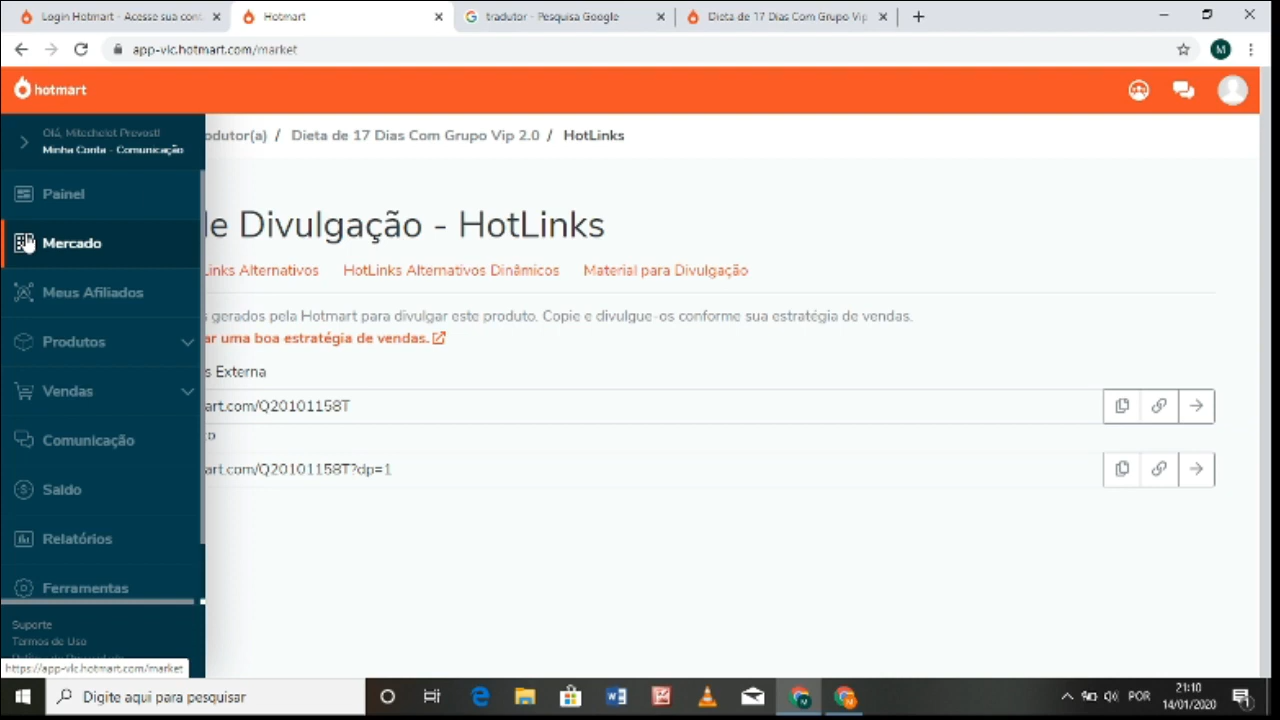 Login Hotmart - Acesse sua cont
Hotmart
tradutor - Pesquisa Google
Dieta de 17 Dias Com Grupo Vip
app-vlc.hotmart.com/market
M
hotmart
Olá, Mitochelot Prevost!
Minha Conta - Comunicação
odutor(a) / Dieta de 17 Dias Com Grupo Vip 2.0 / HotLinks
Painel
Mercado
Meus Afiliados
Produtos
Vendas
Comunicação
Saldo
Relatórios
Ferramentas
Suporte
Termos de Uso
https://app-vlc.hotmart.com/market
le Divulgação - HotLinks
Links Alternativos
HotLinks Alternativos Dinâmicos
Material para Divulgação
s gerados pela Hotmart para divulgar este produto. Copie e divulgue-os conforme sua estratégia de vendas.
ar uma boa estratégia de vendas.
s Externa
art.com/Q20101158T
to
art.com/Q20101158T?dp=1
Digite aqui para pesquisar
POR
21:10
14/01/2020